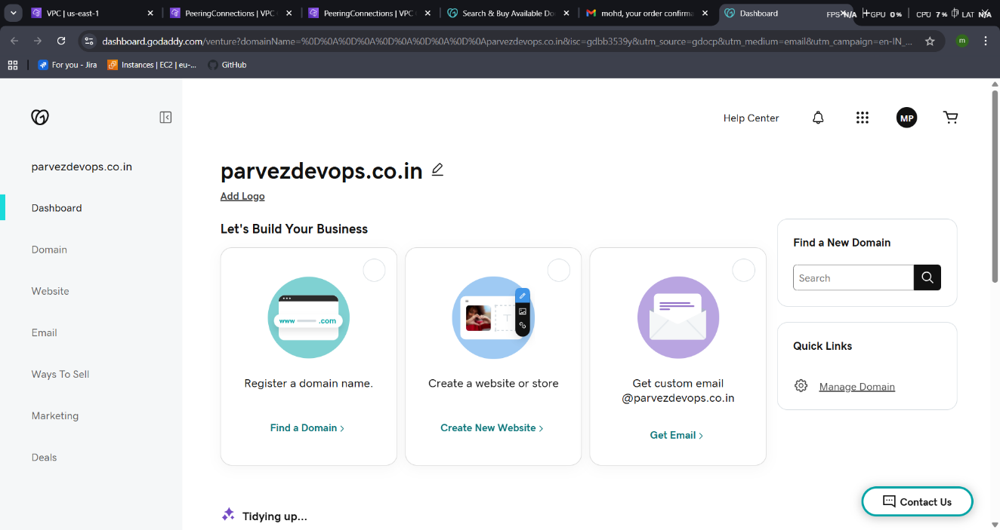 VPC | us-east-1
PeeringConnections | VPC
PeeringConnections | VPC
Search & Buy Available Do
mohd, your order confirma
Dashboard
FPS N/A GPU 0% CPU 7% LAT N/A
dashboard.godaddy.com/venture?domainName=%0D%0A%0D%0A%0D%0A%0D%0A%0D%0Aparvezdevops.co.in&isc=gdbb3539y&utm_source=gdocp&utm_medium=email&utm_campaign=en-IN_...
m
For you - Jira
Instances | EC2 | eu-...
GitHub
Help Center
MP
parvezdevops.co.in
Dashboard
Domain
Website
Email
Ways To Sell
Marketing
Deals
parvezdevops.co.in
Add Logo
Let's Build Your Business
www .com
Register a domain name.
Find a Domain >
T
Create a website or store
Create New Website >
Get custom email
@parvezdevops.co.in
Get Email >
Find a New Domain
Search
Quick Links
Manage Domain
Tidying up...
Contact Us